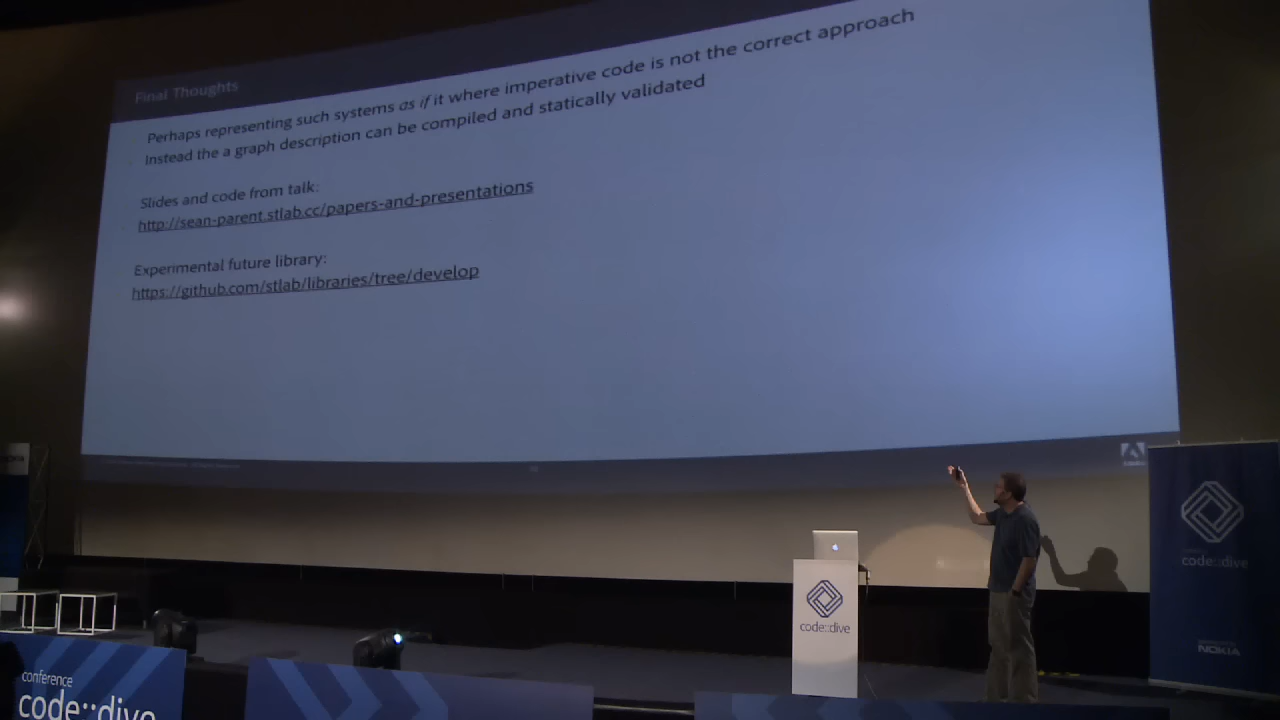 Final Thoughts
Perhaps representing such systems as if it where imperative code is not the correct approach
Instead the a graph description can be compiled and statically validated
Slides and code from talk:
http://sean-parent.stlab.cc/papers-and-presentations
Experimental future library:
https://github.com/stlab/libraries/tree/develop
code::dive
code::dive
NOKIA
conference
code::dive